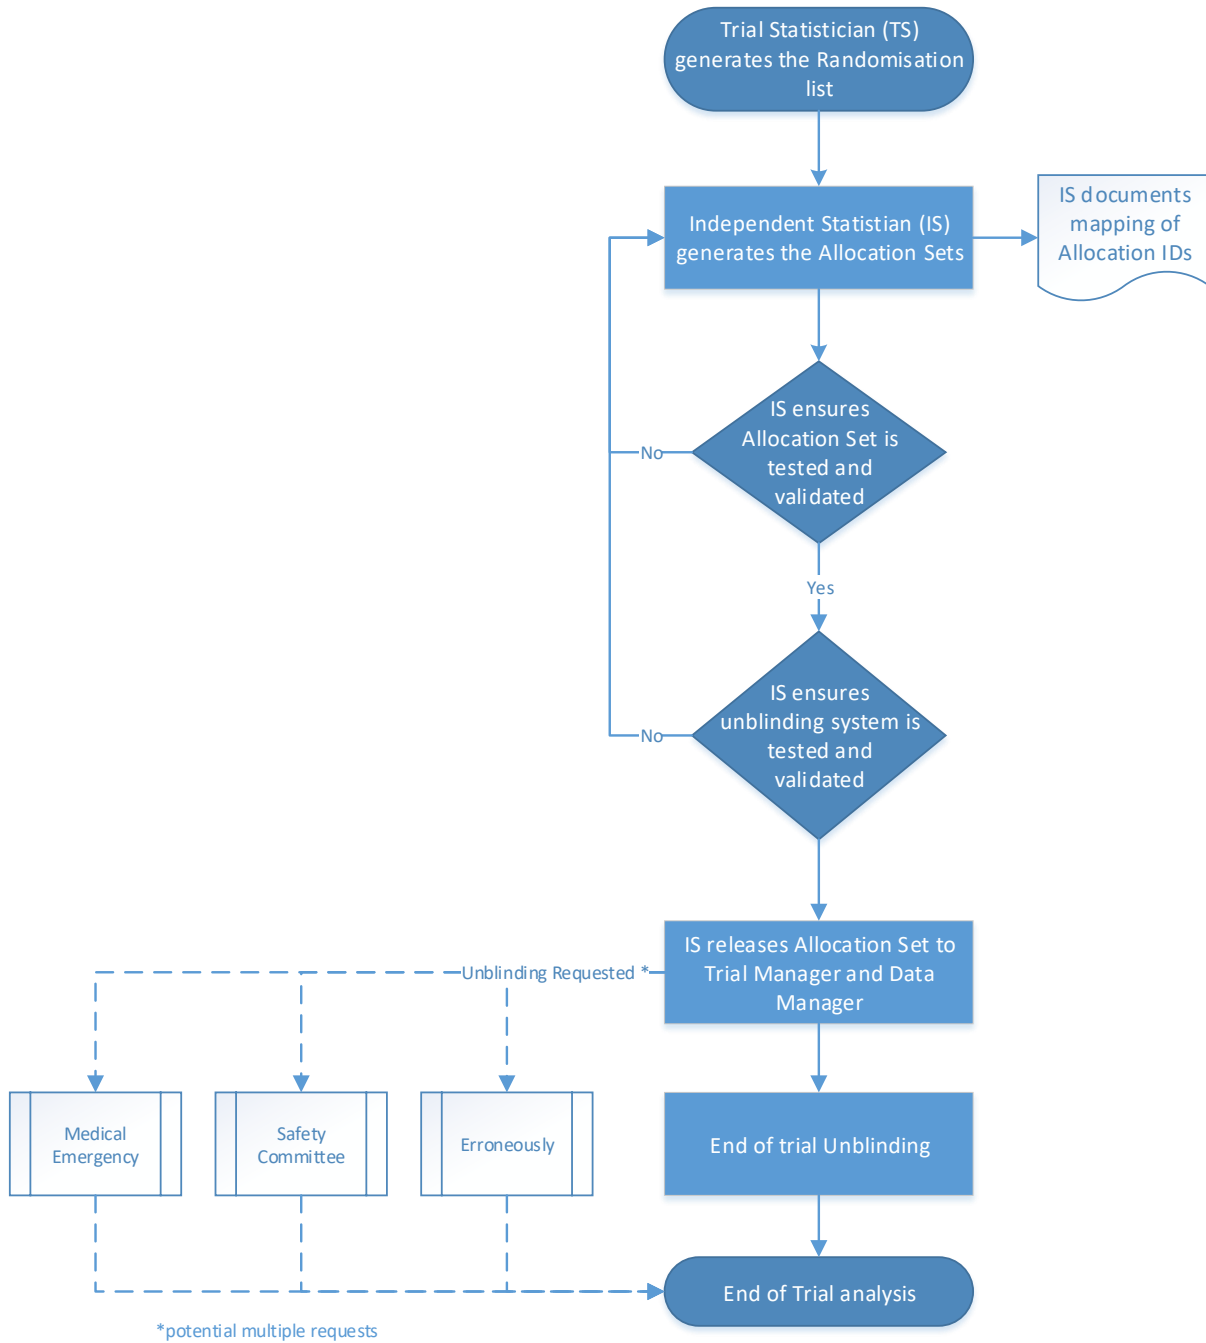 Trial Statistician (TS)
generates the Randomisation
list
Independent Statistian (IS)
generates the Allocation Sets
IS documents
mapping of
Allocation IDs
IS ensures
Allocation Set is
tested and
validated
No
Yes
IS ensures
unblinding system is
tested and
validated
No
IS releases Allocation Set to
Trial Manager and Data
Manager
Unblinding Requested *
Medical
Emergency
Safety
Committee
Erroneously
End of trial Unblinding
End of Trial analysis
*potential multiple requests